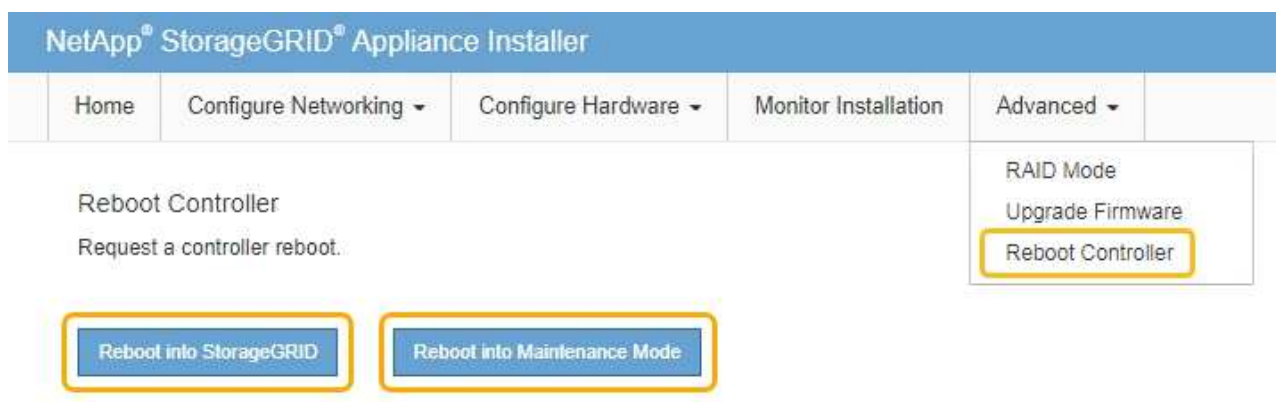 NetApp® StorageGRID® Appliance Installer
Home Configure Networking Configure Hardware Monitor Installation Advanced
RAID Mode
Upgrade Firmware
Reboot Controller
Reboot Controller
Request a controller reboot.
Reboot into StorageGRID Reboot into Maintenance Mode